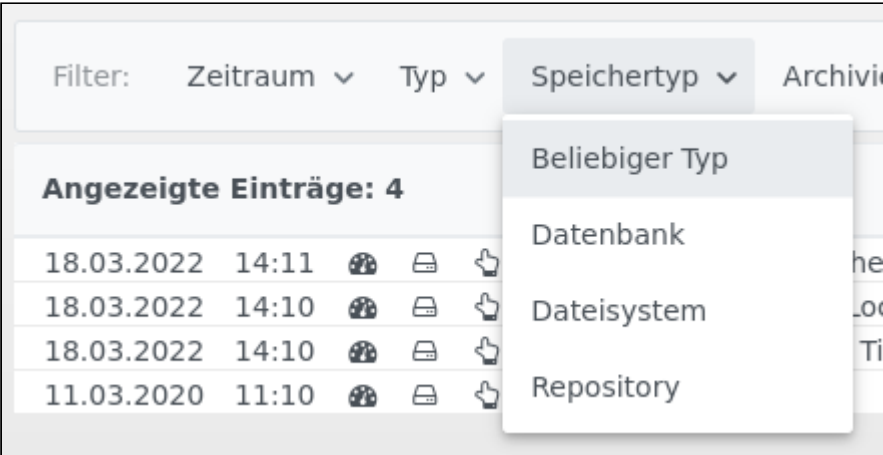 Filter: Zeitraum Typ Speichertyp
Beliebiger Typ
Datenbank
Dateisystem
Repository
Angezeigte Einträge: 4
18.03.2022 14:11
18.03.2022 14:10
18.03.2022 14:10
11.03.2020 11:10